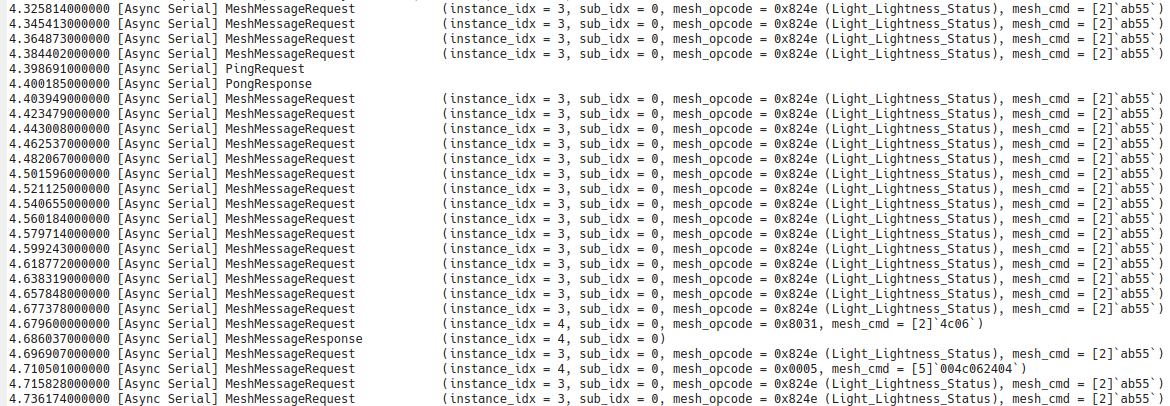 4.325814000000 [Async Serial] MeshMessageRequest (instance_idx = 3, sub_idx = 0, mesh_opcode = 0x824e (Light_Lightness_Status), mesh_cmd = [2]`ab55`)
4.345413000000 [Async Serial] MeshMessageRequest (instance_idx = 3, sub_idx = 0, mesh_opcode = 0x824e (Light_Lightness_Status), mesh_cmd = [2]`ab55`)
4.364873000000 [Async Serial] MeshMessageRequest (instance_idx = 3, sub_idx = 0, mesh_opcode = 0x824e (Light_Lightness_Status), mesh_cmd = [2]`ab55`)
4.384402000000 [Async Serial] MeshMessageRequest (instance_idx = 3, sub_idx = 0, mesh_opcode = 0x824e (Light_Lightness_Status), mesh_cmd = [2]`ab55`)
4.398691000000 [Async Serial] PingRequest
4.400185000000 [Async Serial] PongResponse
4.403949000000 [Async Serial] MeshMessageRequest (instance_idx = 3, sub_idx = 0, mesh_opcode = 0x824e (Light_Lightness_Status), mesh_cmd = [2]`ab55`)
4.423479000000 [Async Serial] MeshMessageRequest (instance_idx = 3, sub_idx = 0, mesh_opcode = 0x824e (Light_Lightness_Status), mesh_cmd = [2]`ab55`)
4.443008000000 [Async Serial] MeshMessageRequest (instance_idx = 3, sub_idx = 0, mesh_opcode = 0x824e (Light_Lightness_Status), mesh_cmd = [2]`ab55`)
4.462537000000 [Async Serial] MeshMessageRequest (instance_idx = 3, sub_idx = 0, mesh_opcode = 0x824e (Light_Lightness_Status), mesh_cmd = [2]`ab55`)
4.482067000000 [Async Serial] MeshMessageRequest (instance_idx = 3, sub_idx = 0, mesh_opcode = 0x824e (Light_Lightness_Status), mesh_cmd = [2]`ab55`)
4.501596000000 [Async Serial] MeshMessageRequest (instance_idx = 3, sub_idx = 0, mesh_opcode = 0x824e (Light_Lightness_Status), mesh_cmd = [2]`ab55`)
4.521125000000 [Async Serial] MeshMessageRequest (instance_idx = 3, sub_idx = 0, mesh_opcode = 0x824e (Light_Lightness_Status), mesh_cmd = [2]`ab55`)
4.540655000000 [Async Serial] MeshMessageRequest (instance_idx = 3, sub_idx = 0, mesh_opcode = 0x824e (Light_Lightness_Status), mesh_cmd = [2]`ab55`)
4.560184000000 [Async Serial] MeshMessageRequest (instance_idx = 3, sub_idx = 0, mesh_opcode = 0x824e (Light_Lightness_Status), mesh_cmd = [2]`ab55`)
4.579714000000 [Async Serial] MeshMessageRequest (instance_idx = 3, sub_idx = 0, mesh_opcode = 0x824e (Light_Lightness_Status), mesh_cmd = [2]`ab55`)
4.599243000000 [Async Serial] MeshMessageRequest (instance_idx = 3, sub_idx = 0, mesh_opcode = 0x824e (Light_Lightness_Status), mesh_cmd = [2]`ab55`)
4.618772000000 [Async Serial] MeshMessageRequest (instance_idx = 3, sub_idx = 0, mesh_opcode = 0x824e (Light_Lightness_Status), mesh_cmd = [2]`ab55`)
4.638319000000 [Async Serial] MeshMessageRequest (instance_idx = 3, sub_idx = 0, mesh_opcode = 0x824e (Light_Lightness_Status), mesh_cmd = [2]`ab55`)
4.657848000000 [Async Serial] MeshMessageRequest (instance_idx = 3, sub_idx = 0, mesh_opcode = 0x824e (Light_Lightness_Status), mesh_cmd = [2]`ab55`)
4.677378000000 [Async Serial] MeshMessageRequest (instance_idx = 3, sub_idx = 0, mesh_opcode = 0x824e (Light_Lightness_Status), mesh_cmd = [2]`ab55`)
4.679600000000 [Async Serial] MeshMessageRequest (instance_idx = 4, sub_idx = 0, mesh_opcode = 0x8031, mesh_cmd = [2]`4c06`)
4.686037000000 [Async Serial] MeshMessageResponse (instance_idx = 4, sub_idx = 0)
4.696907000000 [Async Serial] MeshMessageRequest (instance_idx = 3, sub_idx = 0, mesh_opcode = 0x824e (Light_Lightness_Status), mesh_cmd = [2]`ab55`)
4.710501000000 [Async Serial] MeshMessageRequest (instance_idx = 4, sub_idx = 0, mesh_opcode = 0x0005, mesh_cmd = [5]`004c062404`)
4.715828000000 [Async Serial] MeshMessageRequest (instance_idx = 3, sub_idx = 0, mesh_opcode = 0x824e (Light_Lightness_Status), mesh_cmd = [2]`ab55`)
4.736174000000 [Async Serial] MeshMessageRequest (instance_idx = 3, sub_idx = 0, mesh_opcode = 0x824e (Light_Lightness_Status), mesh_cmd = [2]`ab55`)